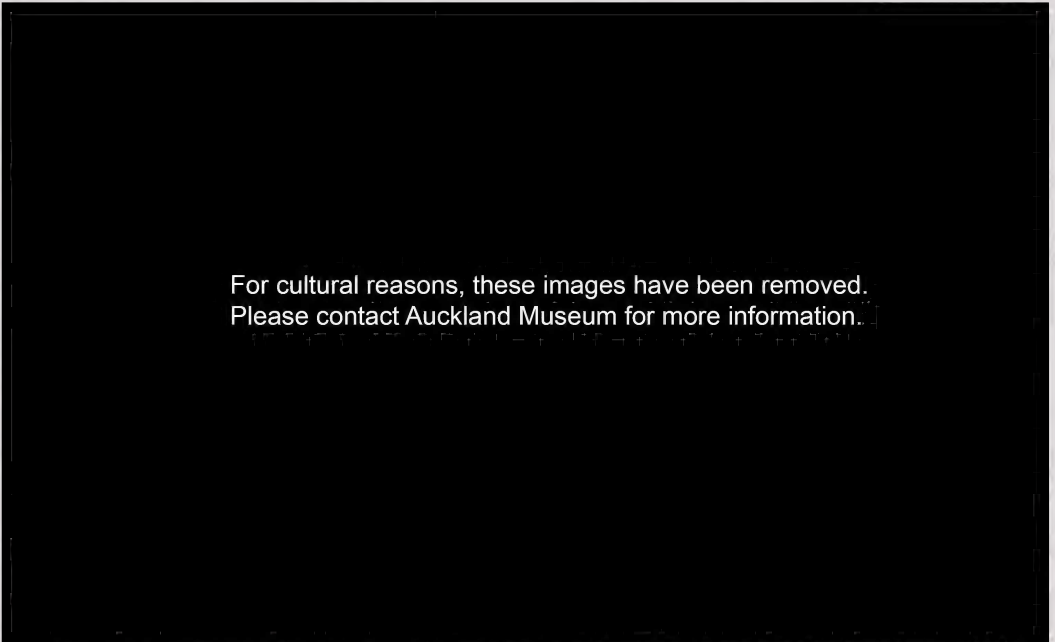 For cultural reasons, these images have been removed.
Please contact Auckland Museum for more information.